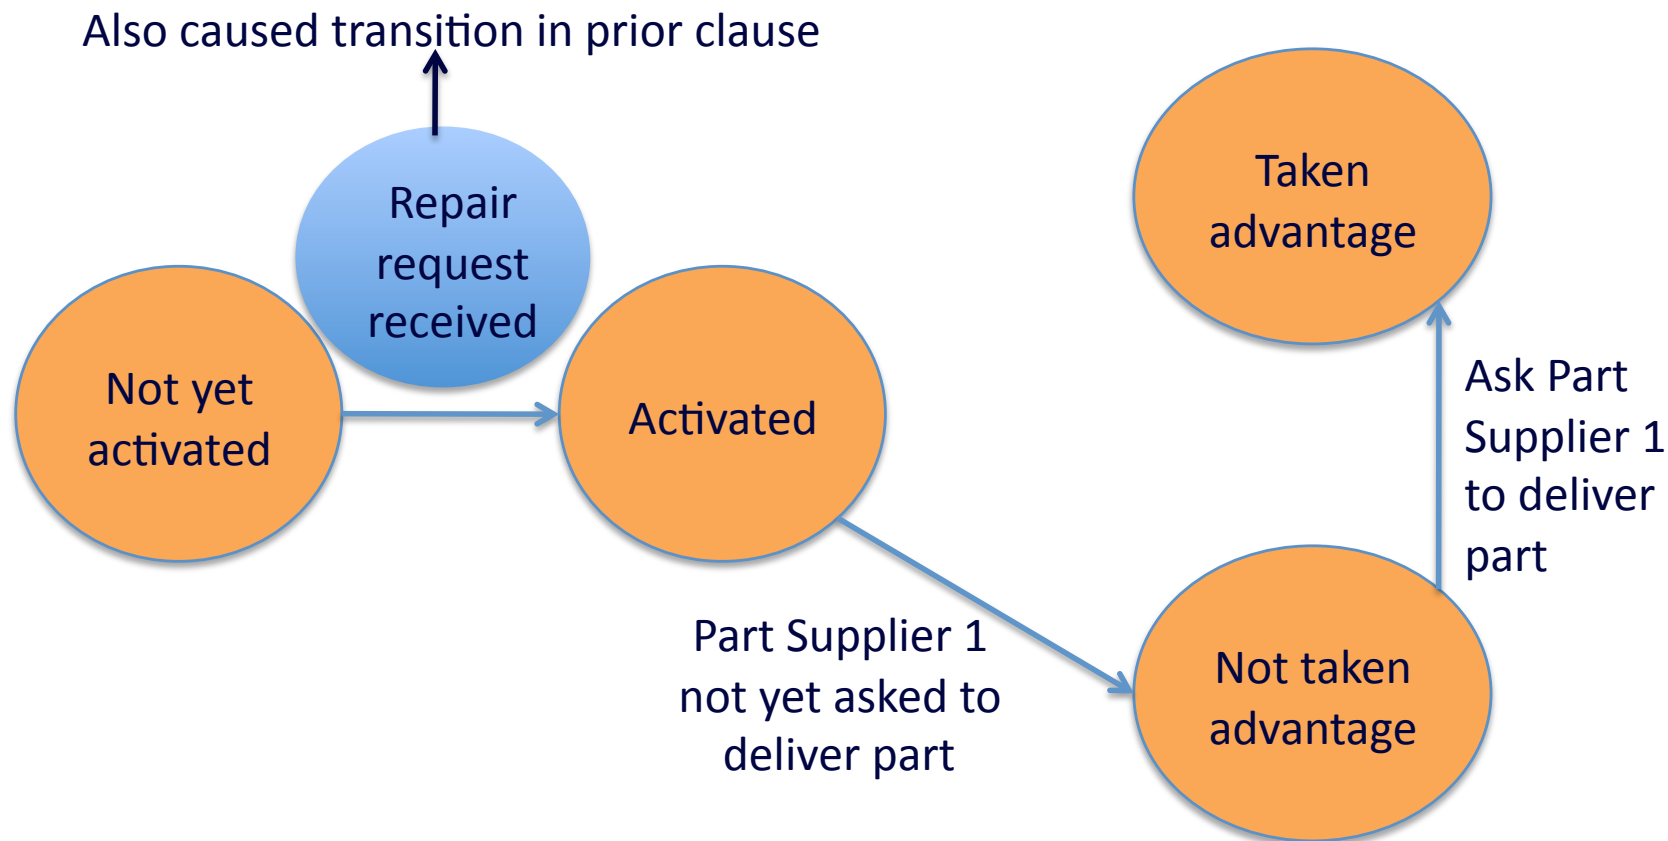 Also caused transition in prior clause
Repair
request
received
Not yet
activated
Activated
Part Supplier 1
not yet asked to
deliver part
Taken
advantage
Ask Part
Supplier 1
to deliver
part
Not taken
advantage